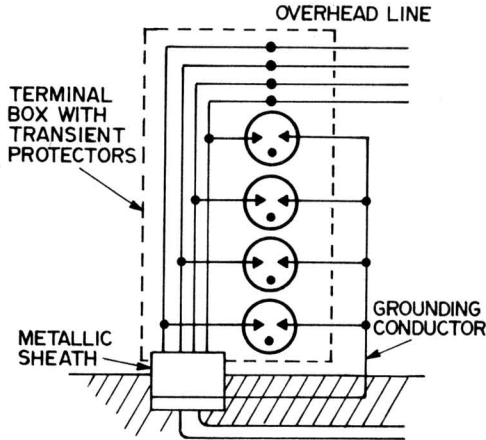 OVERHEAD LINE
TERMINAL
BOX WITH
TRANSIENT
PROTECTORS
GROUNDING
CONDUCTOR
METALLIC
SHEATH